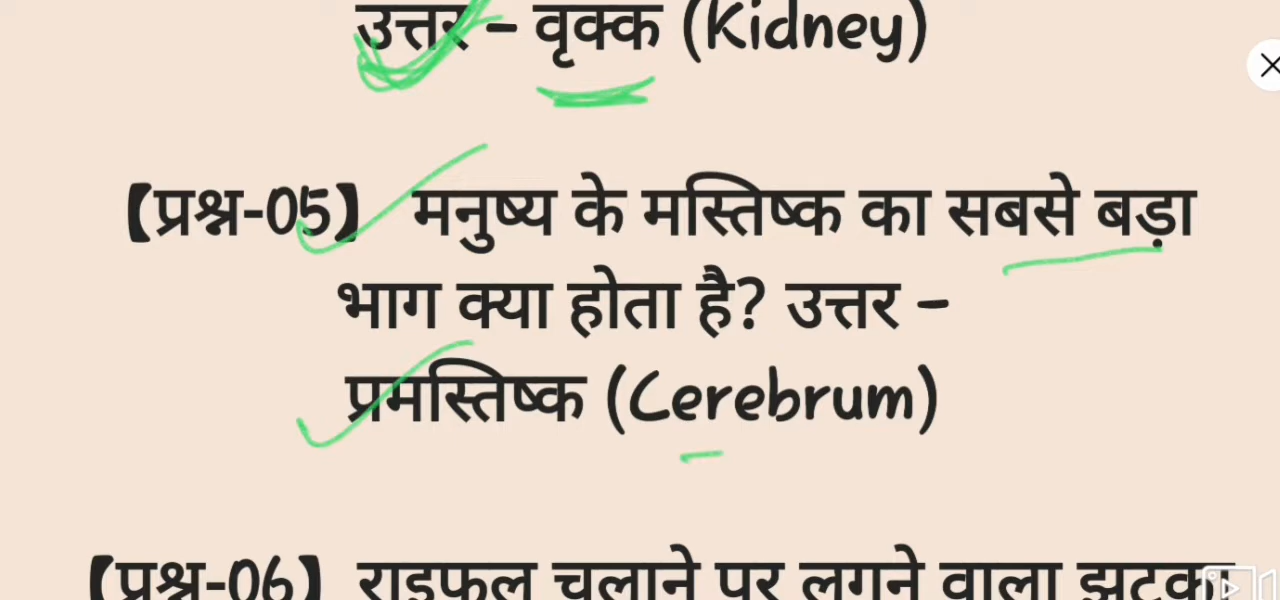 उत्तर – वृक्क (Kidney)
【प्रश्न-05】 मनुष्य के मस्तिष्क का सबसे बड़ा
भाग क्या होता है? उत्तर –
प्रमस्तिष्क (Cerebrum)
【प्रश्न-06】 राइफल चलाने पर लगने वाला झटका